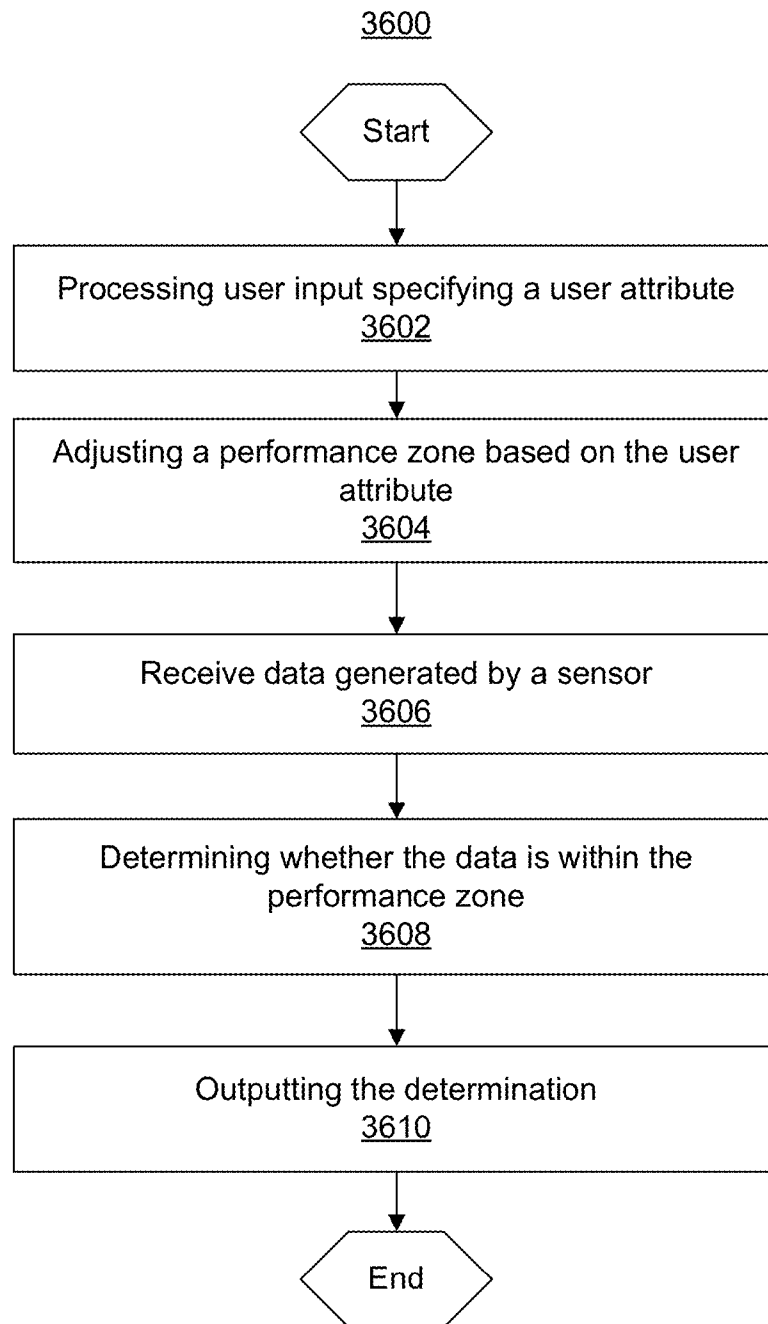 3600
Start
Processing user input specifying a user attribute
3602
Adjusting a performance zone based on the user
attribute
3604
Receive data generated by a sensor
3606
Determining whether the data is within the
performance zone
3608
Outputting the determination
3610
End